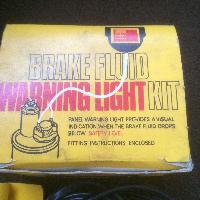 BRAKE FLUID
WARNING LIGHT KIT
PANEL WARNING LIGHT PROVIDES A VISUAL
INDICATION WHEN THE BRAKE FLUID DROPS
BELOW SAFETY LEVEL
FITTING INSTRUCTIONS ENCLOSED